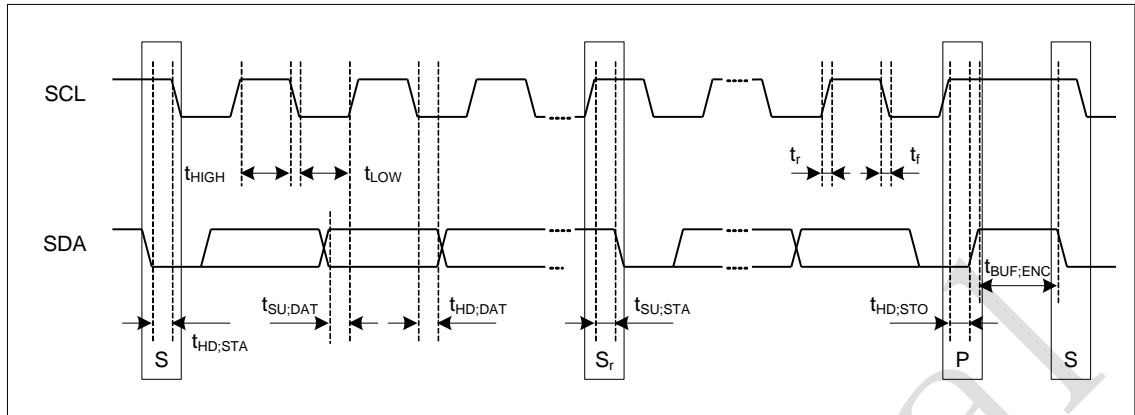 SCL
tHIGH
tLOW
tr
tf
SDA
tSU;DAT
tHD;DAT
tSU;STA
tHD;STO
tBUF;ENC
tHD;STA
S
Sr
P
S